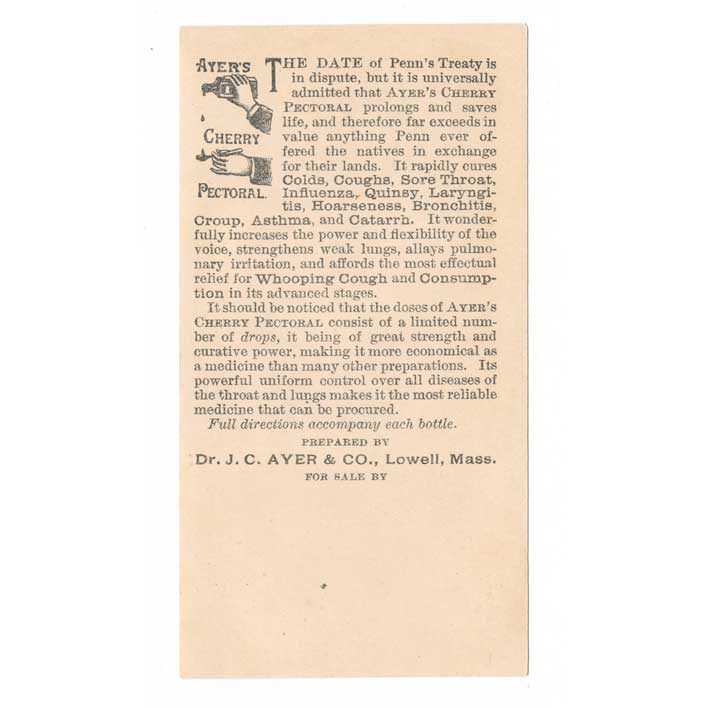 AYER'S
CHERRY
PECTORAL.
THE DATE of Penn's Treaty is
in dispute, but it is universally
admitted that AYER'S CHERRY
PECTORAL prolongs and saves
life, and therefore far exceeds in
value anything Penn ever of-
fered the natives in exchange
for their lands. It rapidly cures
Colds, Coughs, Sore Throat,
Influenza, Quinsy, Laryngi-
tis, Hoarseness, Bronchitis,
Croup, Asthma, and Catarrh. It wonder-
fully increases the power and flexibility of the
voice, strengthens weak lungs, allays pulmo-
nary irritation, and affords the most effectual
relief for Whooping Cough and Consump-
tion in its advanced stages.
It should be noticed that the doses of AYER'S
CHERRY PECTORAL consist of a limited num-
ber of drops, it being of great strength and
curative power, making it more economical as
a medicine than many other preparations. Its
powerful uniform control over all diseases of
the throat and lungs makes it the most reliable
medicine that can be procured.
Full directions accompany each bottle.
PREPARED BY
Dr. J. C. AYER & CO., Lowell, Mass.
FOR SALE BY